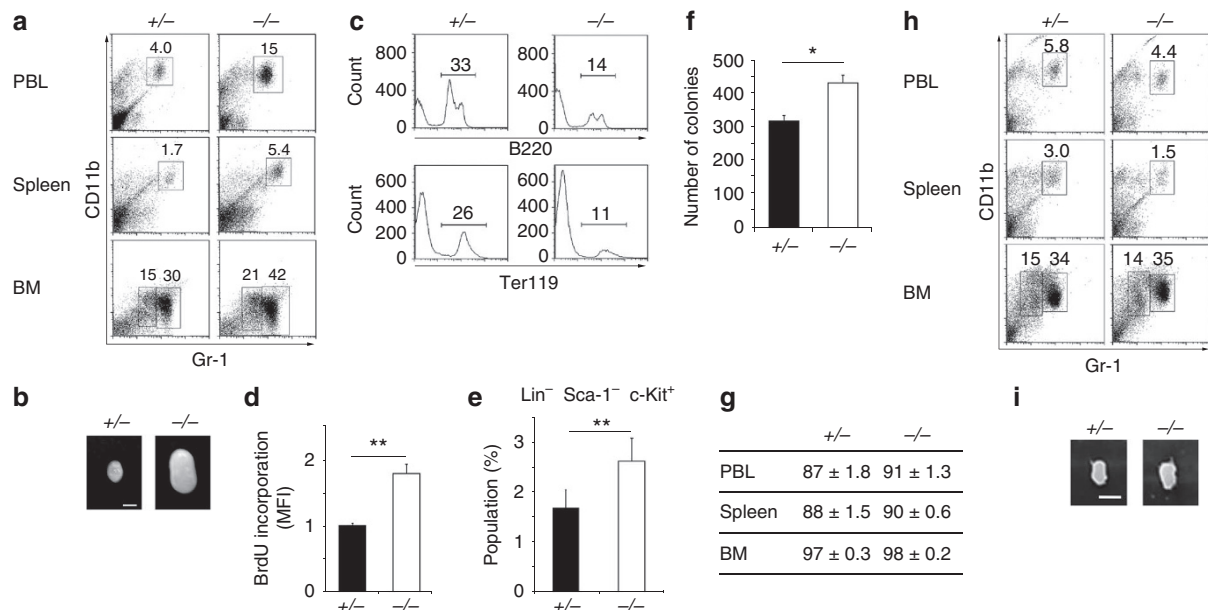 a
+/− −/−
PBL
4.0 15
Spleen
1.7 5.4
BM
15 30 21 42
CD11b
Gr-1
b
+/− −/−
c
+/− −/−
Count
800
400
0
33 14
B220
Count
600
400
200
0
800
600
400
200
0
26 11
Ter119
d
BrdU incorporation
(MFI)
2
1
0
**
+/− −/−
e
Lin− Sca-1− c-Kit+
Population (%)
3
2
1
0
**
+/− −/−
f
Number of colonies
500
400
300
400
200
100
0
*
+/− −/−
g
+/− −/−
PBL 87 ± 1.8 91 ± 1.3
Spleen 88 ± 1.5 90 ± 0.6
BM 97 ± 0.3 98 ± 0.2
h
+/− −/−
PBL
5.8 4.4
Spleen
3.0 1.5
BM
15 34 14 35
CD11b
Gr-1
i
+/− −/−